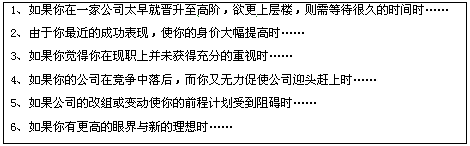 1、如果你在一家公司太早就晋升至高阶，欲更上层楼，则需等待很久的时间时……
2、由于你最近的成功表现，使你的身价大幅提高时……
3、如果你觉得你在现职上并未获得充分的重视时……
4、如果你的公司在竞争中落后，而你又无力促使公司迎头赶上时……
5、如果公司的改组或变动使你的前程计划受到阻碍时……
6、如果你有更高的眼界与新的理想时……